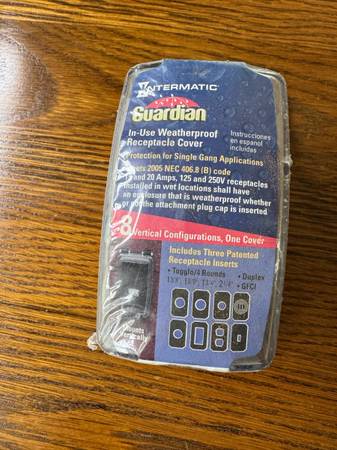 INTERMATIC
Guardian
In-Use Weatherproof
Receptacle Cover
Instrucciones
en español
incluidas
Protection for Single Gang Applications
2005 NEC 406.8 (B) code
and 20 Amps, 125 and 250V receptacles
installed in wet locations shall have
an enclosure that is weatherproof whether
or not the attachment plug cap is inserted
8 Vertical Configurations, One Cover
Includes Three Patented
Receptacle Inserts
• Toggle/4 Rounds
• Duplex
• GFCI
Mounts
Vertically